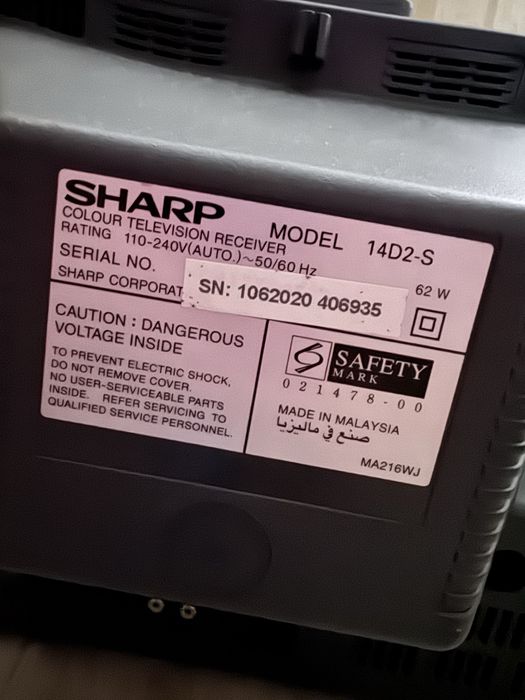 SHARP
COLOUR TELEVISION RECEIVER
MODEL 14D2-S
RATING 110-240V(AUTO.)~50/60 Hz
62 W
SERIAL NO.
SN: 1062020 406935
SHARP CORPORAT
CAUTION : DANGEROUS
VOLTAGE INSIDE
TO PREVENT ELECTRIC SHOCK,
DO NOT REMOVE COVER.
NO USER-SERVICEABLE PARTS
INSIDE. REFER SERVICING TO
QUALIFIED SERVICE PERSONNEL.
SAFETY
MARK
021478-00
MADE IN MALAYSIA
صنع في ماليزيا
MA216WJ